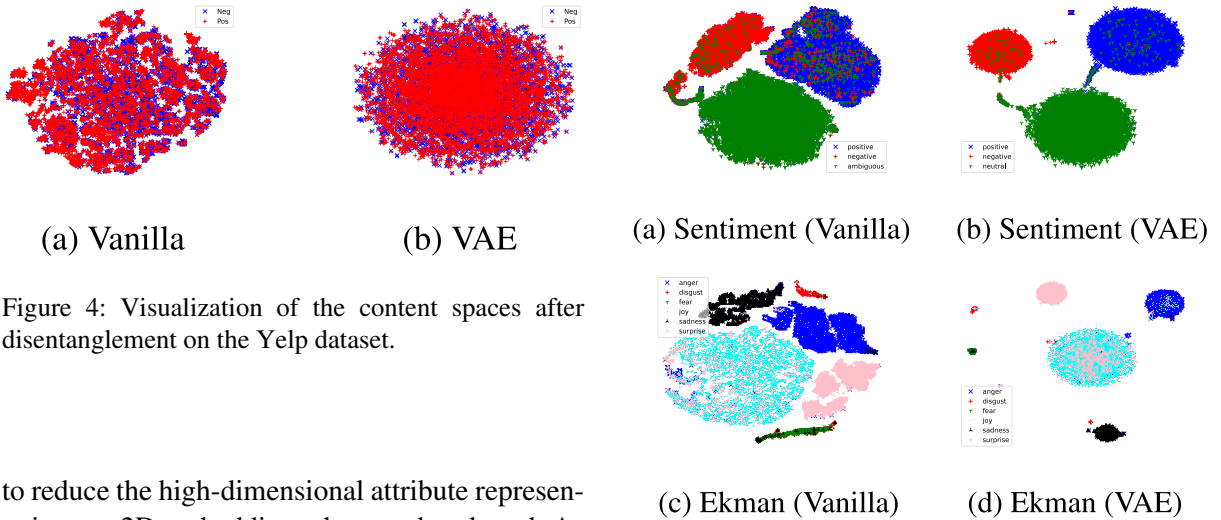 Neg
Pos
Neg
Pos
(a) Vanilla
(b) VAE
Figure 4: Visualization of the content spaces after
disentanglement on the Yelp dataset.
to reduce the high-dimensional attribute represen-
positive
negative
ambiguous
positive
negative
neutral
(a) Sentiment (Vanilla)
(b) Sentiment (VAE)
anger
disgust
fear
joy
sadness
surprise
anger
disgust
fear
joy
sadness
surprise
(c) Ekman (Vanilla)
(d) Ekman (VAE)